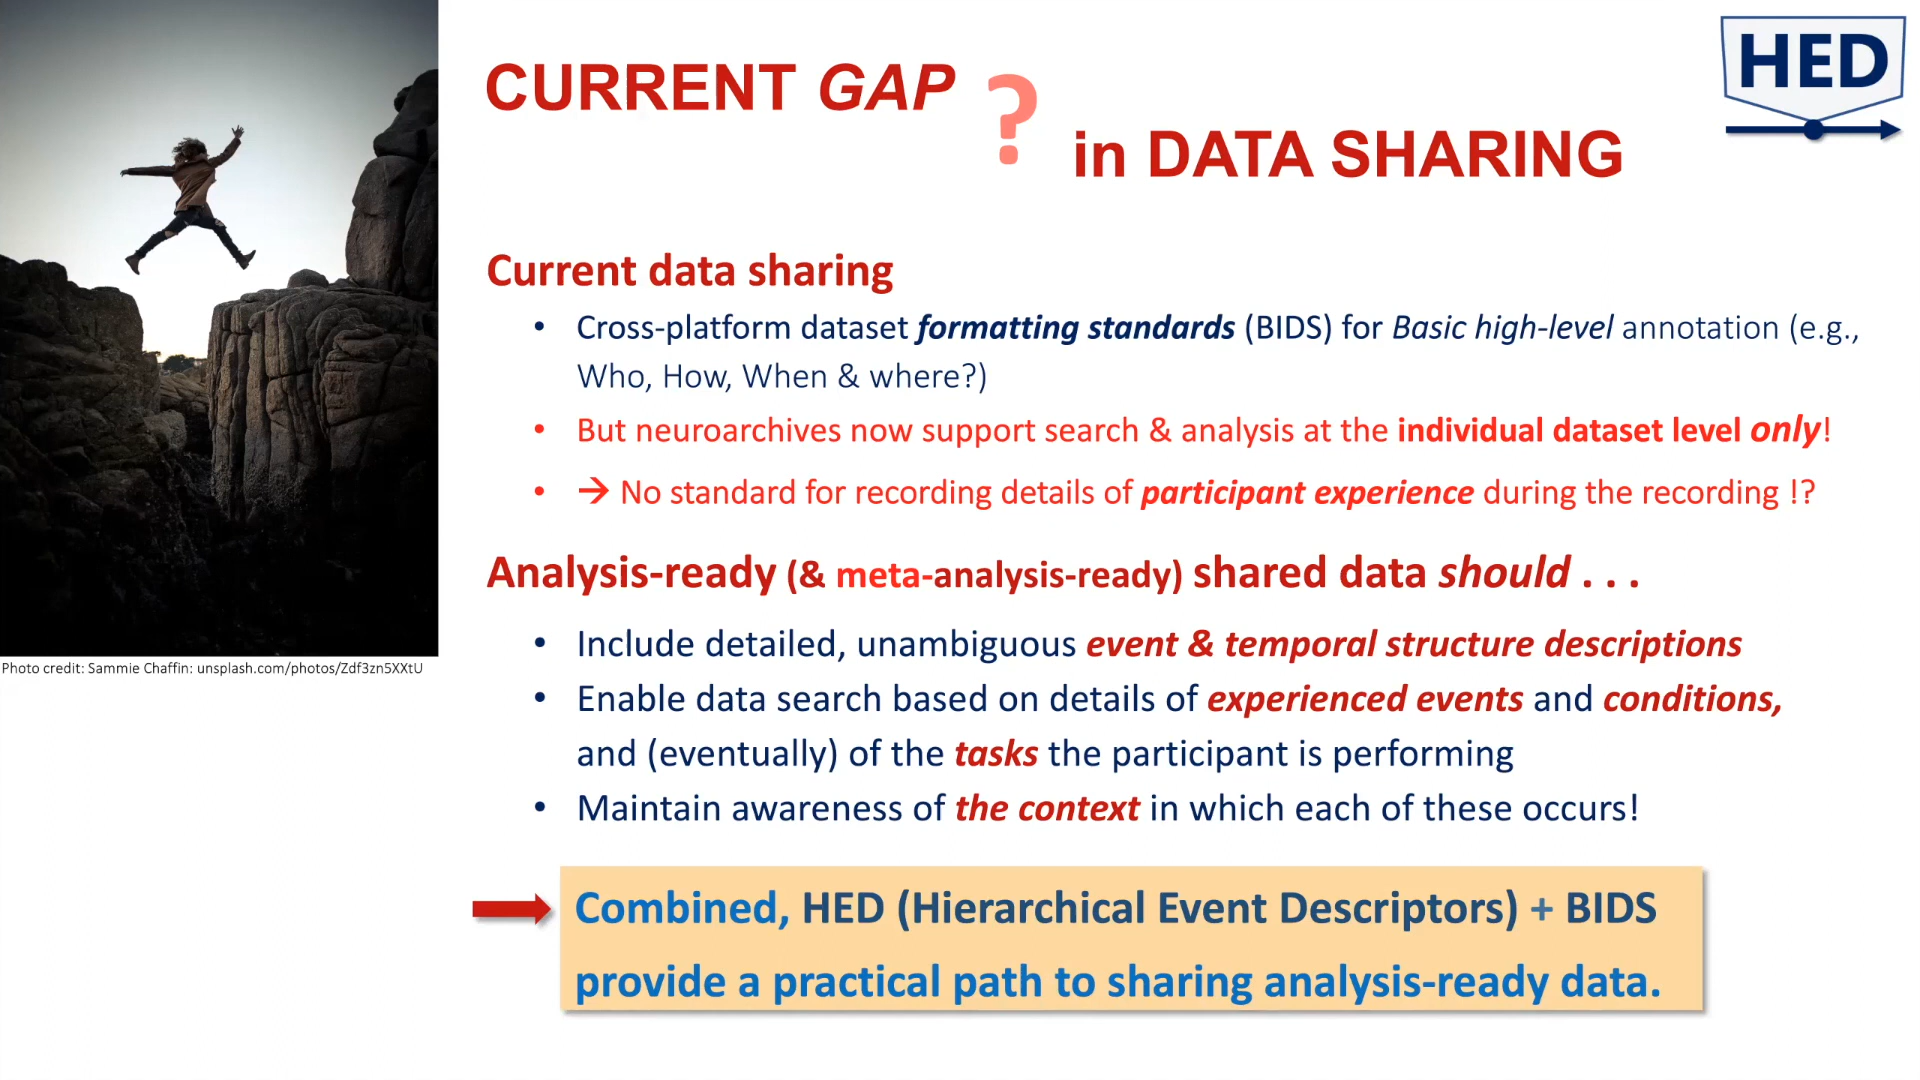 HED
CURRENT GAP ?
in DATA SHARING
Current data sharing
• Cross-platform dataset formatting standards (BIDS) for Basic high-level annotation (e.g.,
Who, How, When & where?)
• But neuroarchives now support search & analysis at the individual dataset level only!
• → No standard for recording details of participant experience during the recording !?
Analysis-ready (& meta-analysis-ready) shared data should . . .
• Include detailed, unambiguous event & temporal structure descriptions
• Enable data search based on details of experienced events and conditions,
and (eventually) of the tasks the participant is performing
• Maintain awareness of the context in which each of these occurs!
Combined, HED (Hierarchical Event Descriptors) + BIDS
provide a practical path to sharing analysis-ready data.
Photo credit: Sammie Chaffin: unsplash.com/photos/Zdf3zn5XXtU